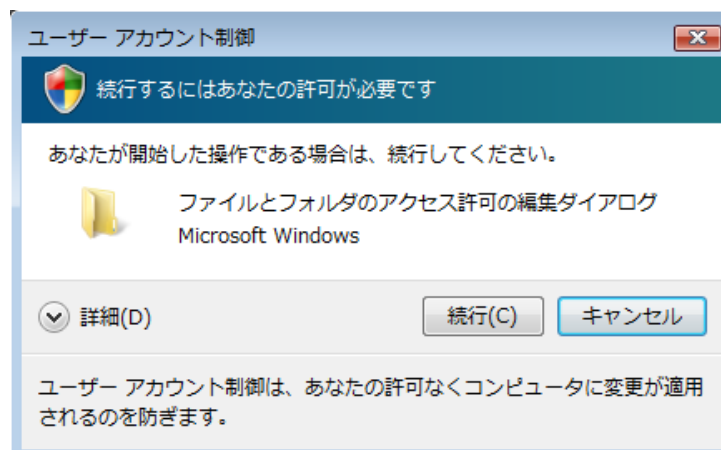 ユーザー アカウント制御
続行するにはあなたの許可が必要です
あなたが開始した操作である場合は、続行してください。
ファイルとフォルダのアクセス許可の編集ダイアログ
Microsoft Windows
詳細(D)
続行(C)
キャンセル
ユーザー アカウント制御は、あなたの許可なくコンピュータに変更が適用
されるのを防ぎます。